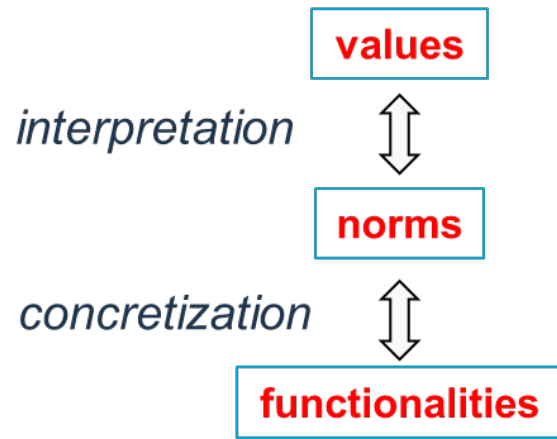 values
interpretation
norms
concretization
functionalities